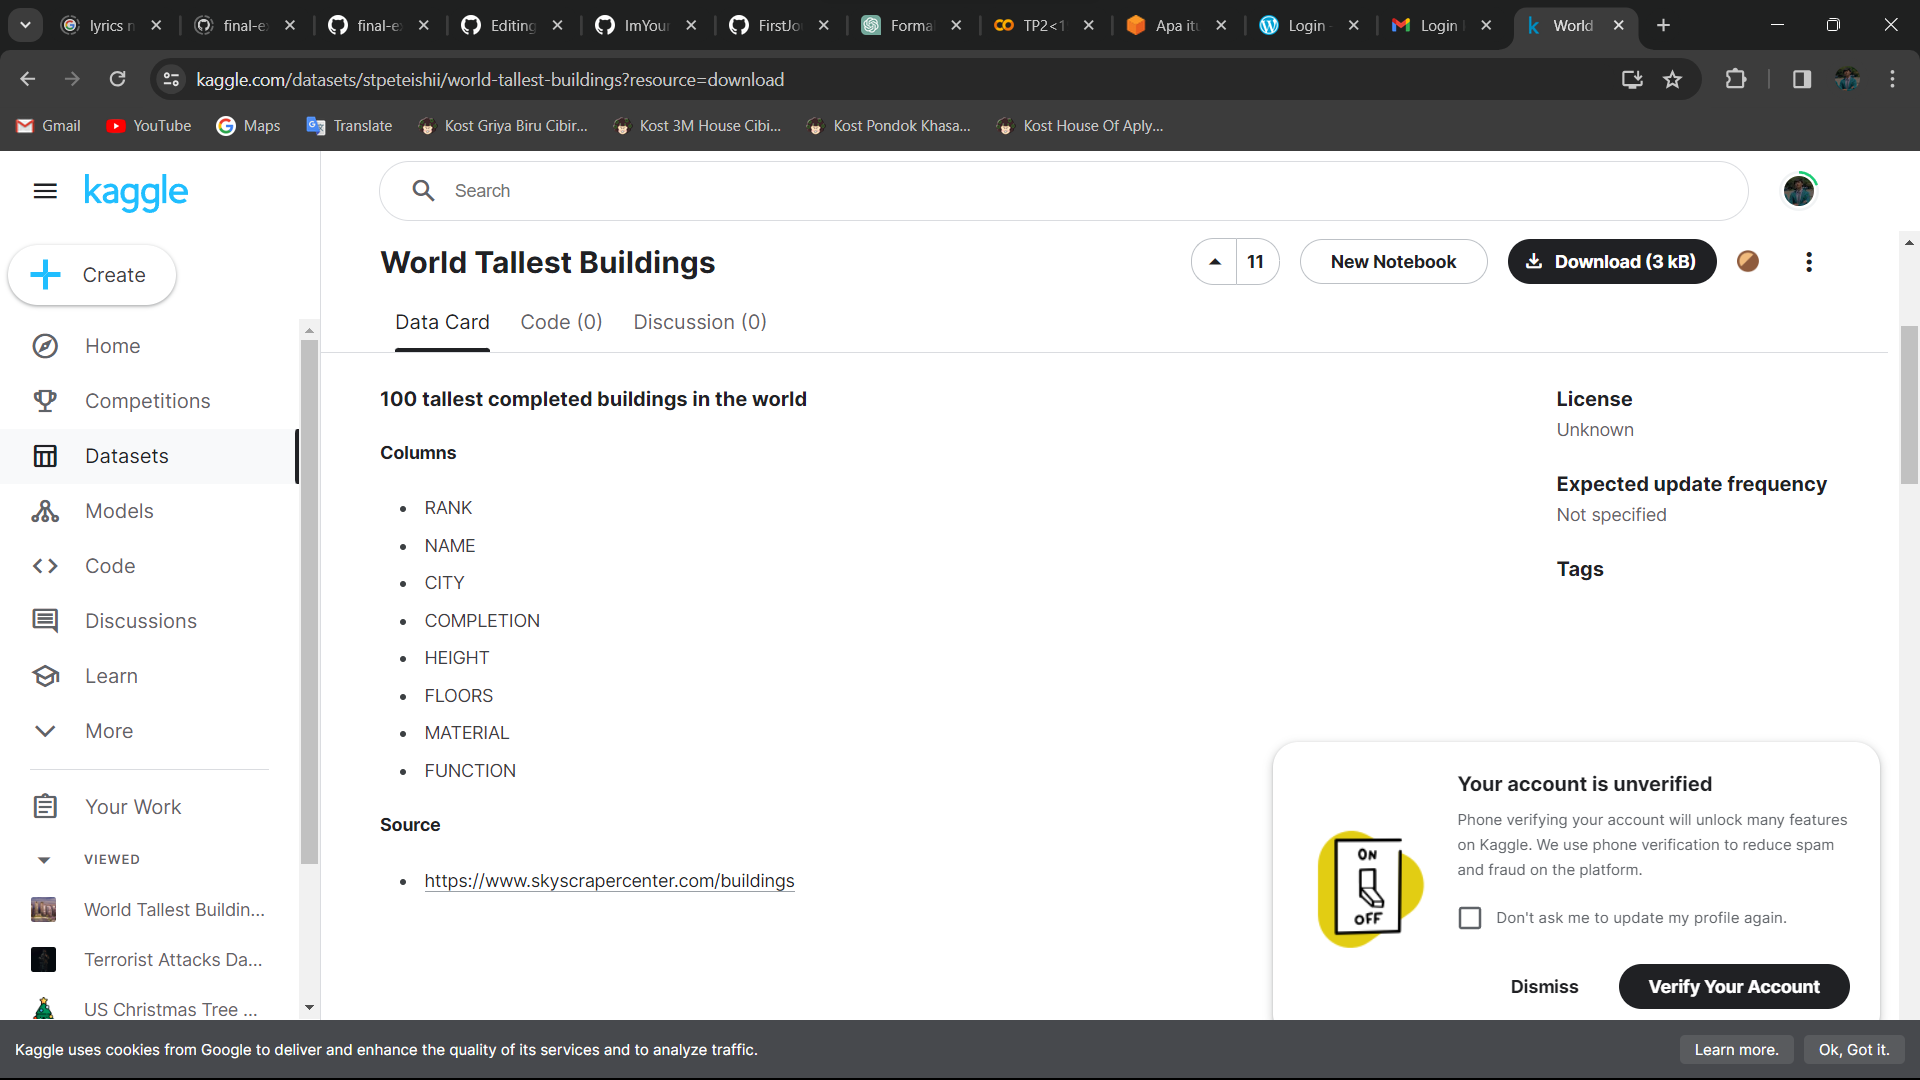 lyrics r
final-e
final-e
Editing
ImYou
FirstJo
Forma
TP2<1
Apa it
Login
Login
World
kaggle.com/datasets/stpeteishii/world-tallest-buildings?resource=download
Gmail
YouTube
Maps
Translate
Kost Griya Biru Cibir...
Kost 3M House Cibi...
Kost Pondok Khasa...
Kost House Of Aply...
kaggle
Search
Create
Home
Competitions
Datasets
Models
Code
Discussions
Learn
More
Your Work
VIEWED
World Tallest Buildin...
Terrorist Attacks Da...
US Christmas Tree ...
World Tallest Buildings
11
New Notebook
Download (3 kB)
Data Card
Code (0)
Discussion (0)
100 tallest completed buildings in the world
Columns
• RANK
• NAME
• CITY
• COMPLETION
• HEIGHT
• FLOORS
• MATERIAL
• FUNCTION
Source
• https://www.skyscrapercenter.com/buildings
License
Unknown
Expected update frequency
Not specified
Tags
ON
OFF
Your account is unverified
Phone verifying your account will unlock many features
on Kaggle. We use phone verification to reduce spam
and fraud on the platform.
Don't ask me to update my profile again.
Dismiss
Verify Your Account
Kaggle uses cookies from Google to deliver and enhance the quality of its services and to analyze traffic.
Learn more.
Ok, Got it.